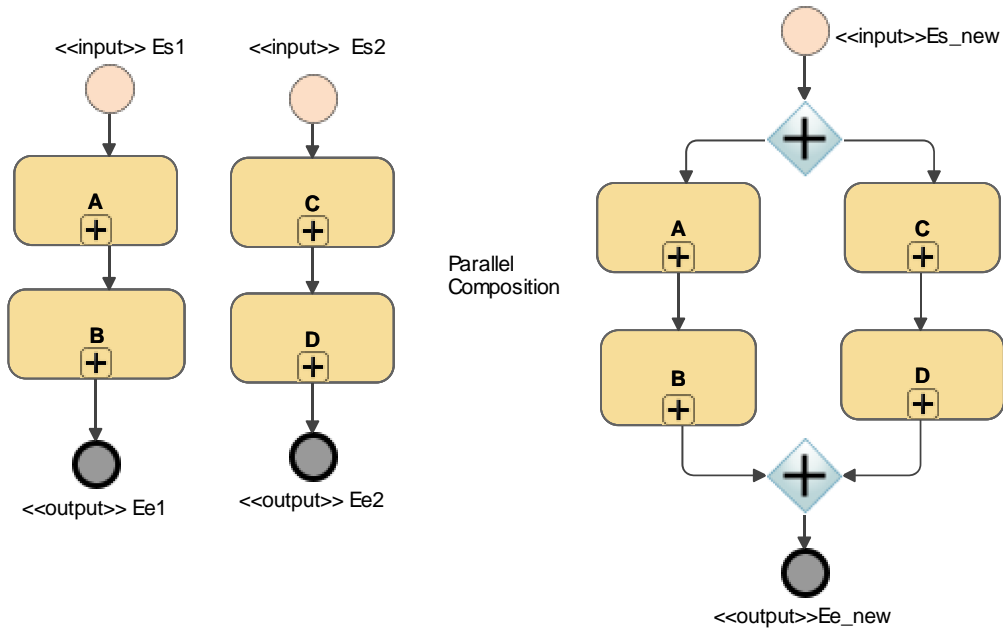 <<input>> Es1
<<input>> Es2
<<input>>Es_new
A
C
A
C
Parallel
Composition
B
D
B
D
<<output>> Ee1
<<output>> Ee2
<<output>>Ee_new